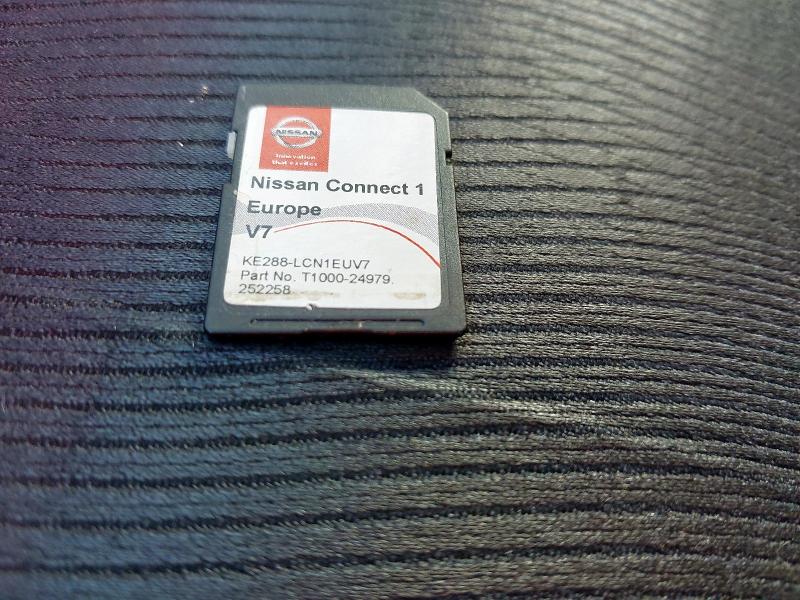 NISSAN
Innovation
that excites
Nissan Connect 1
Europe
V7
KE288-LCN1EUV7
Part No. T1000-24979.
252258